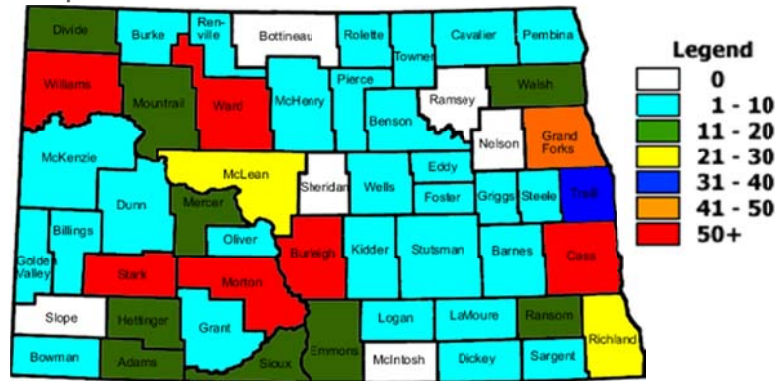 Divide
Burke
Ren-
ville
Bottineau
Rolette
Towner
Cavalier
Pembina
Williams
Mountrail
Ward
McHenry
Pierce
Benson
Ramsey
Walsh
Nelson
Grand
Forks
McKenzie
Dunn
McLean
Mercer
Oliver
Sheridan
Wells
Eddy
Foster
Griggs
Steele
Traill
Golden
Valley
Billings
Stark
Morton
Burleigh
Kidder
Stutsman
Barnes
Cass
Slope
Hettinger
Grant
Bowman
Adams
Sioux
Emmons
Logan
LaMoure
Ransom
Richland
McIntosh
Dickey
Sargent
Legend
0
1 - 10
11 - 20
21 - 30
31 - 40
41 - 50
50+